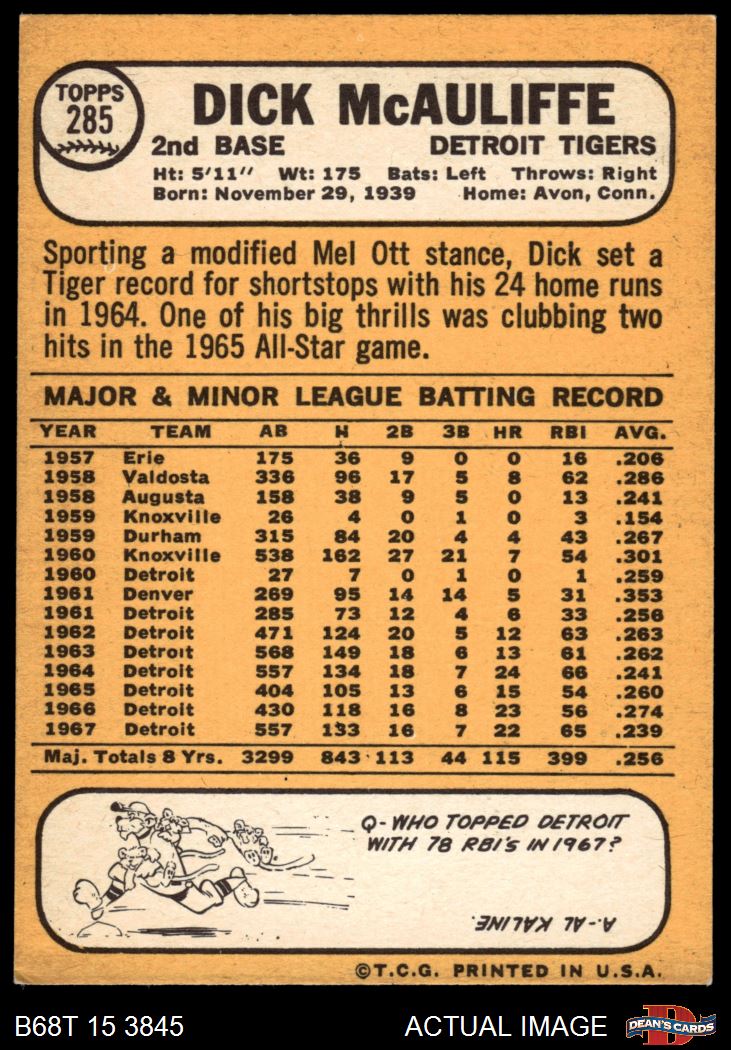 TOPPS
285
DICK McAULIFFE
2nd BASE DETROIT TIGERS
Ht: 5'11" Wt: 175 Bats: Left Throws: Right
Born: November 29, 1939 Home: Avon, Conn.
Sporting a modified Mel Ott stance, Dick set a
Tiger record for shortstops with his 24 home runs
in 1964. One of his big thrills was clubbing two
hits in the 1965 All-Star game.
MAJOR & MINOR LEAGUE BATTING RECORD
YEAR TEAM AB H 2B 3B HR RBI AVG.
1957 Erie 175 36 9 0 0 16 .206
1958 Valdosta 336 96 17 5 8 62 .286
1958 Augusta 158 38 9 5 0 13 .241
1959 Knoxville 26 4 0 1 0 3 .154
1959 Durham 315 84 20 4 4 43 .267
1960 Knoxville 538 162 27 21 7 54 .301
1960 Detroit 27 7 0 1 0 1 .259
1961 Denver 269 95 14 14 5 31 .353
1961 Detroit 285 73 12 4 6 33 .256
1962 Detroit 471 124 20 5 12 63 .263
1963 Detroit 568 149 18 6 13 61 .262
1964 Detroit 557 134 18 7 24 66 .241
1965 Detroit 404 105 13 6 15 54 .260
1966 Detroit 430 118 16 8 23 56 .274
1967 Detroit 557 133 16 7 22 65 .239
Maj. Totals 8 Yrs. 3299 843 113 44 115 399 .256
Q- WHO TOPPED DETROIT
WITH 78 RBI'S IN 1967?
A-.AL KALINE.
©T.C.G. PRINTED IN U.S.A.
B68T 15 3845 ACTUAL IMAGE
D
DEAN'S CARDS